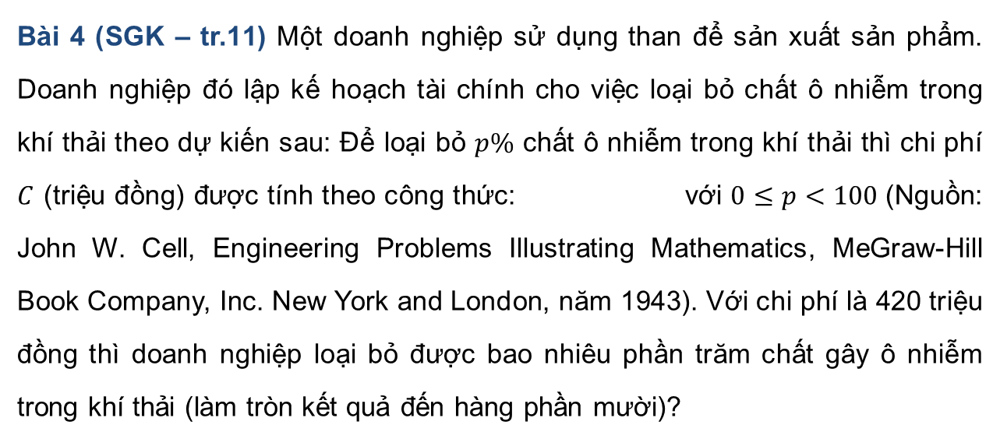 Bài 4 (SGK – tr.11) Một doanh nghiệp sử dụng than để sản xuất sản phẩm.
Doanh nghiệp đó lập kế hoạch tài chính cho việc loại bỏ chất ô nhiễm trong
khí thải theo dự kiến sau: Để loại bỏ 𝑝% chất ô nhiễm trong khí thải thì chi phí
𝐶 (triệu đồng) được tính theo công thức: với 0 ≤ 𝑝 < 100 (Nguồn:
John W. Cell, Engineering Problems Illustrating Mathematics, MeGraw-Hill
Book Company, Inc. New York and London, năm 1943). Với chi phí là 420 triệu
đồng thì doanh nghiệp loại bỏ được bao nhiêu phần trăm chất gây ô nhiễm
trong khí thải (làm tròn kết quả đến hàng phần mười)?